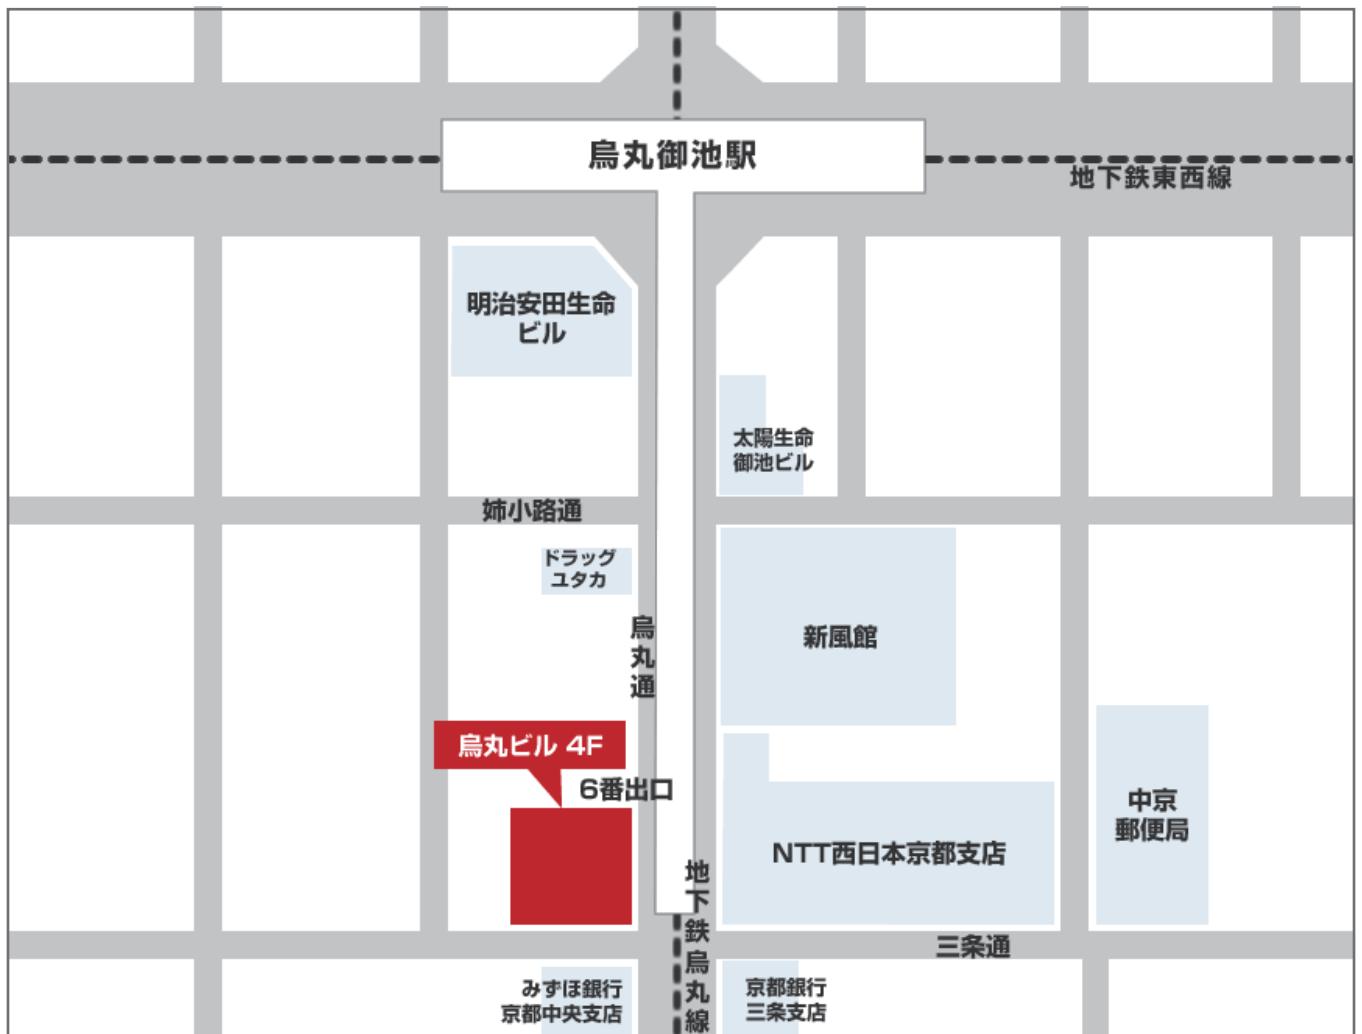 烏丸御池駅
地下鉄東西線
明治安田生命
ビル
太陽生命
御池ビル
姉小路通
ドラッグ
ユタカ
烏丸通
新風館
烏丸ビル 4F
6番出口
中京
郵便局
NTT西日本京都支店
地下鉄烏丸線
三条通
みずほ銀行
京都中央支店
京都銀行
三条支店